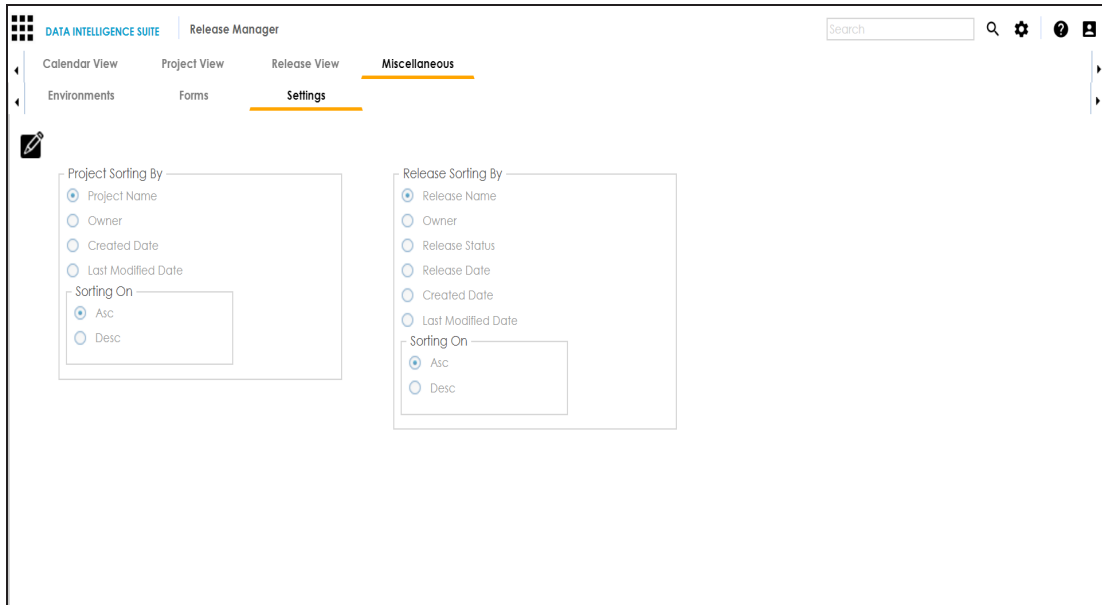 DATA INTELLIGENCE SUITE Release Manager Search
Calendar View Project View Release View Miscellaneous
Environments Forms Settings
Project Sorting By
Project Name
Owner
Created Date
Last Modified Date
Sorting On
Asc
Desc
Release Sorting By
Release Name
Owner
Release Status
Release Date
Created Date
Last Modified Date
Sorting On
Asc
Desc